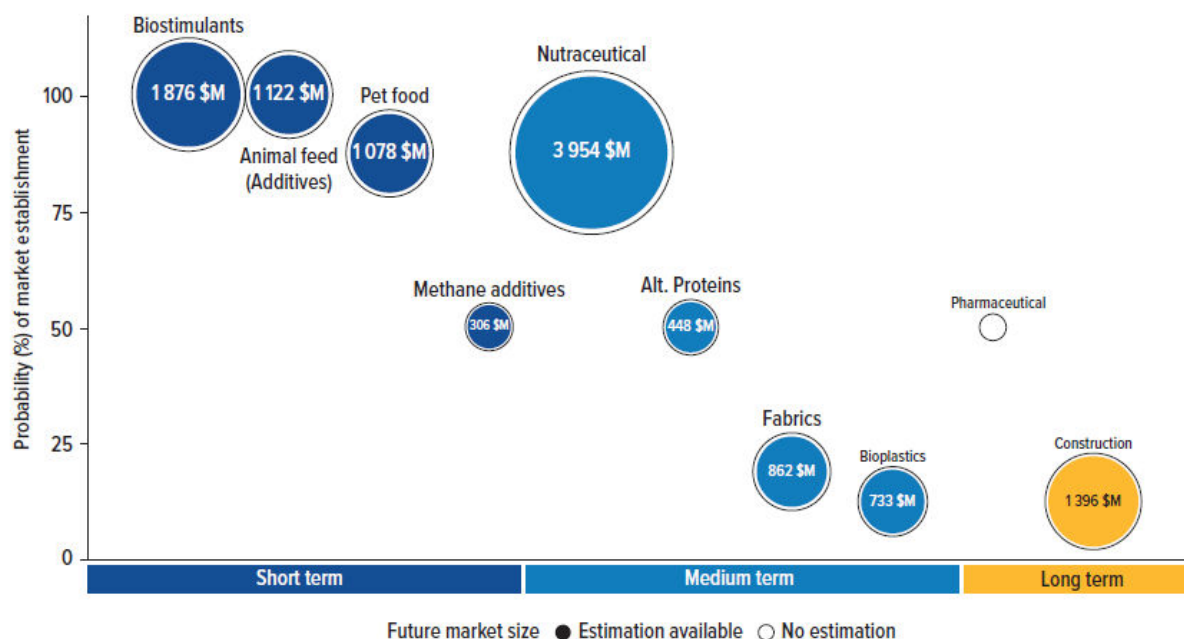 Biostimulants
1 876 $M
1 122 $M
Animal feed
(Additives)
Pet food
1 078 $M
Nutraceutical
3 954 $M
Methane additives
306 $M
Alt. Proteins
448 $M
Pharmaceutical
Fabrics
862 $M
Bioplastics
733 $M
Construction
1 396 $M
Probability (%) of market establishment
100
75
50
25
0
Short term
Medium term
Long term
Future market size
Estimation available
No estimation